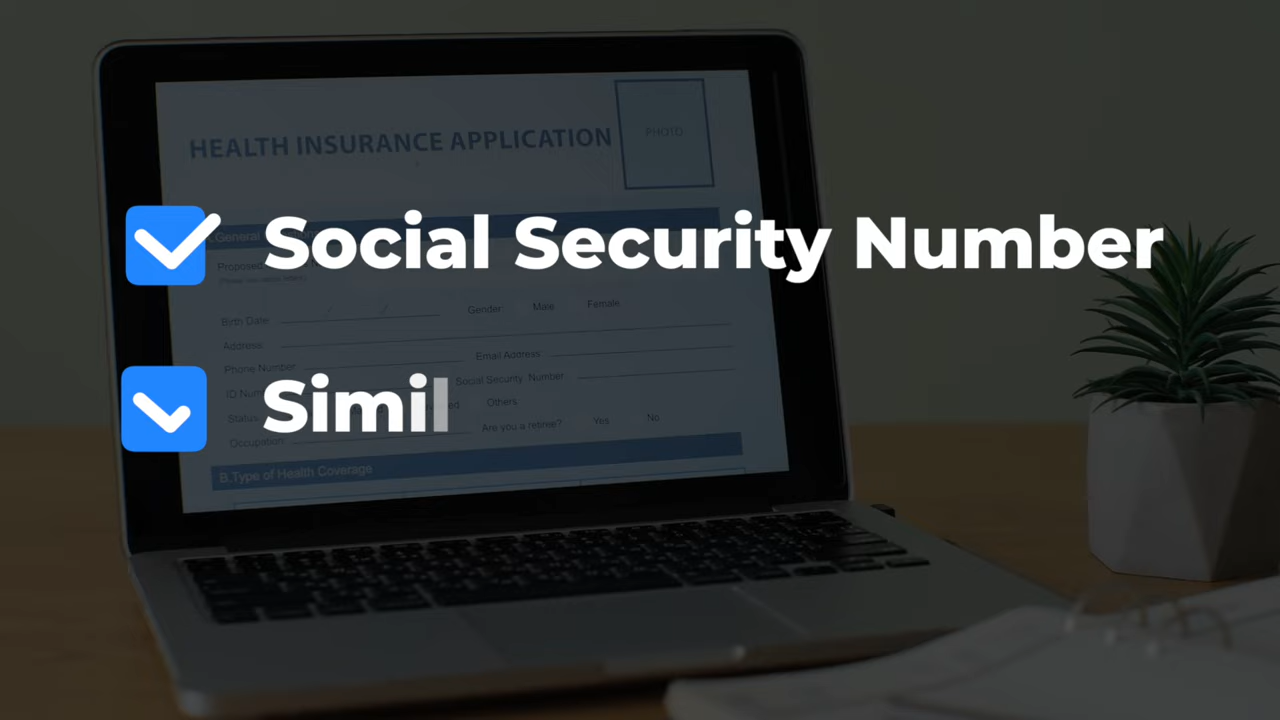 HEALTH INSURANCE APPLICATION
PHOTO
General
Social Security Number
Proposed
Birth Date: / /
Gender: Male Female
Address:
Phone Number
Email Address
Social Security Number
Simil
Status
Others
Occupation:
Are you a retiree? Yes No
B.Type of Health Coverage